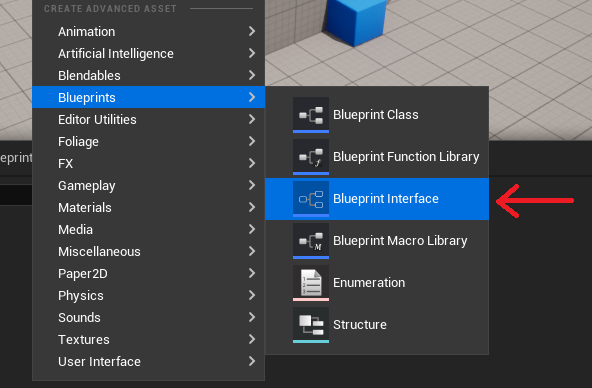 CREATE ADVANCED ASSET
Animation
Artificial Intelligence
Blendables
Blueprints
Editor Utilities
Foliage
FX
Gameplay
Materials
Media
Miscellaneous
Paper2D
Physics
Sounds
Textures
User Interface
Blueprint Class
Blueprint Function Library
Blueprint Interface
Blueprint Macro Library
Enumeration
Structure
eprint